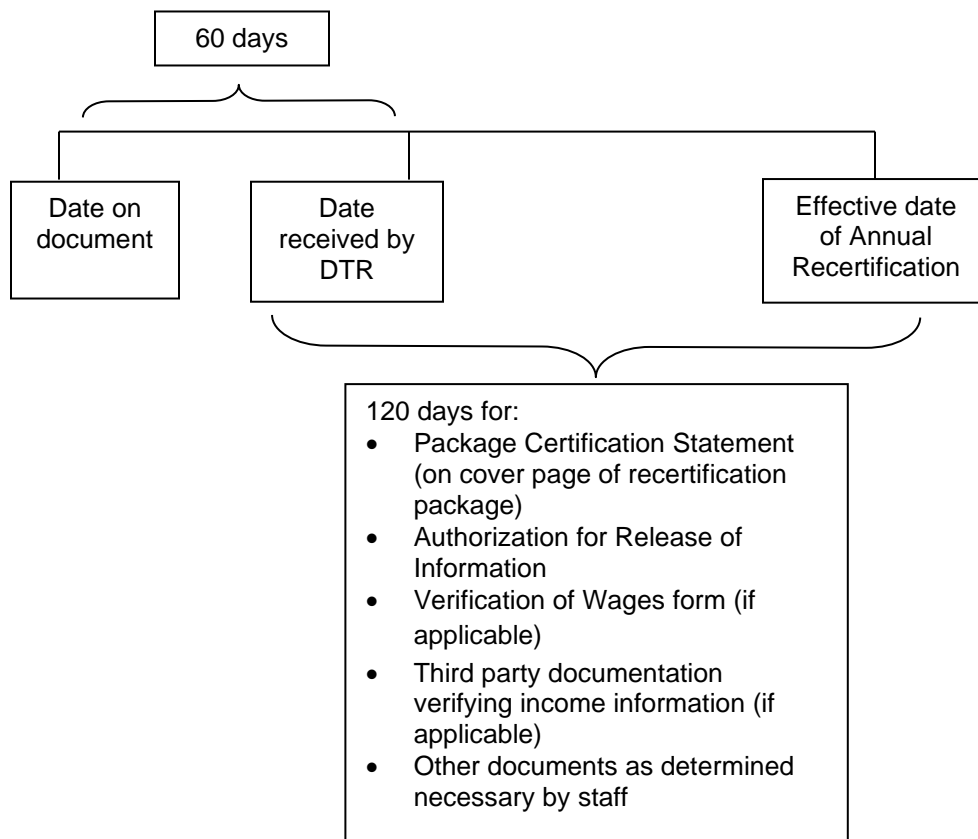 60 days
Date on
document
Date
received by
DTR
Effective date
of Annual
Recertification
120 days for:
• Package Certification Statement
(on cover page of recertification
package)
• Authorization for Release of
Information
• Verification of Wages form (if
applicable)
• Third party documentation
verifying income information (if
applicable)
• Other documents as determined
necessary by staff